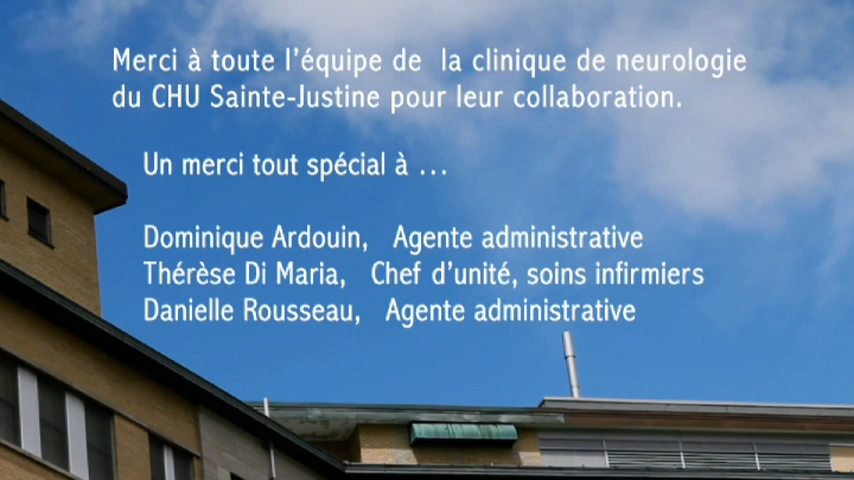 Merci à toute l'équipe de la clinique de neurologie
du CHU Sainte-Justine pour leur collaboration.
Un merci tout spécial à ...
Dominique Ardouin, Agente administrative
Thérèse Di Maria, Chef d'unité, soins infirmiers
Danielle Rousseau, Agente administrative